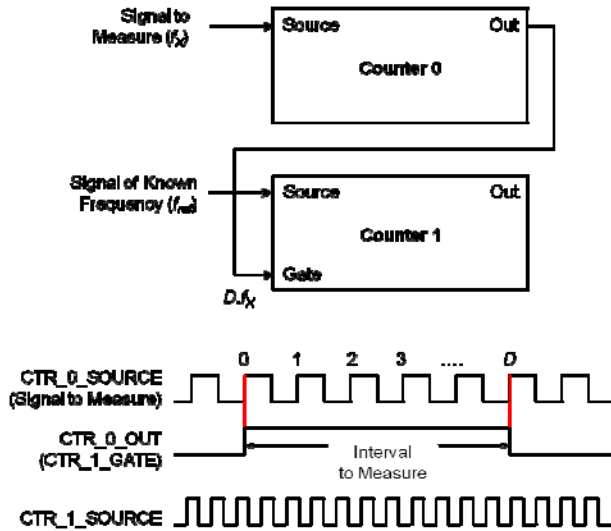 Signal to
Measure (fx)
Source
Out
Counter 0
Signal of Known
Frequency (fref)
Source
Out
Counter 1
Gate
D.fx
0 1 2 3 .... D
CTR_0_SOURCE
(Signal to Measure)
CTR_0_OUT
(CTR_1_GATE)
Interval
to Measure
CTR_1_SOURCE